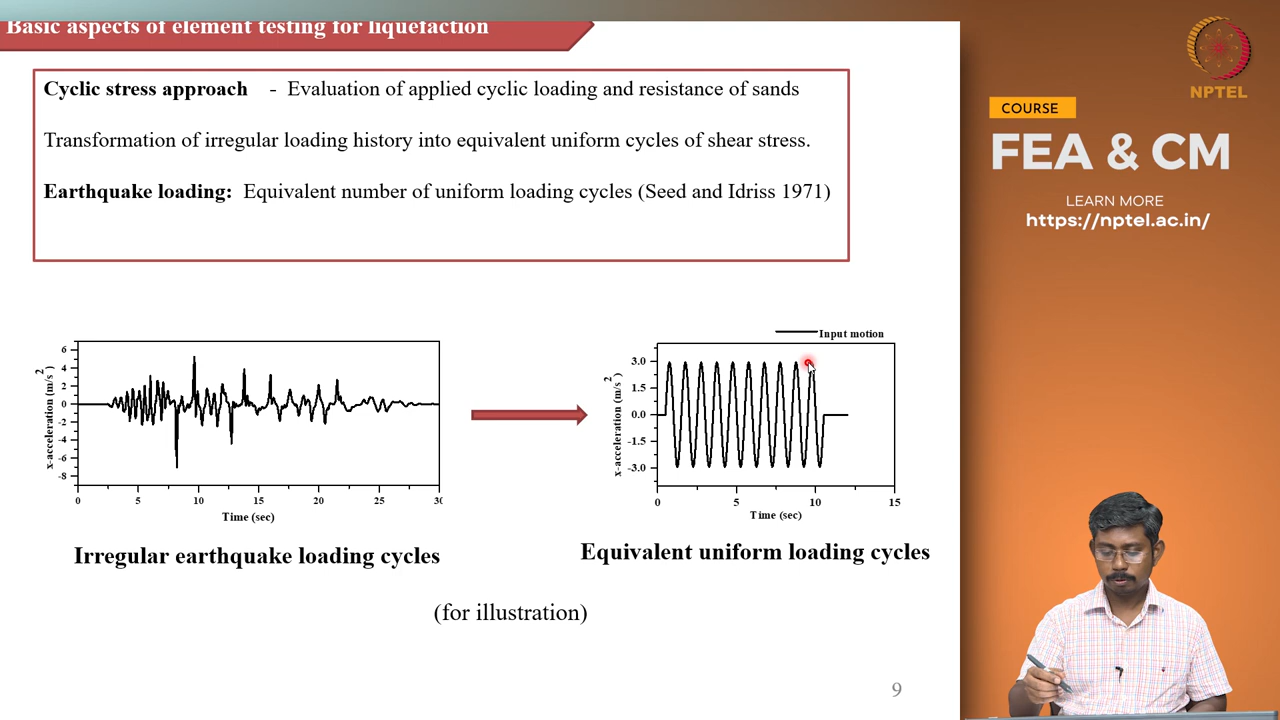 Basic aspects of element testing for liquefaction
Cyclic stress approach - Evaluation of applied cyclic loading and resistance of sands
Transformation of irregular loading history into equivalent uniform cycles of shear stress.
Earthquake loading: Equivalent number of uniform loading cycles (Seed and Idriss 1971)
6
4
2
0
-2
-4
-6
-8
x-acceleration (m/s2)
0 5 10 15 20 25 30
Time (sec)
Irregular earthquake loading cycles
Input motion
3.0
1.5
0.0
-1.5
-3.0
x-acceleration (m/s2)
0 5 10 15
Time (sec)
Equivalent uniform loading cycles
(for illustration)
9
NPTEL
COURSE
FEA & CM
LEARN MORE
https://nptel.ac.in/